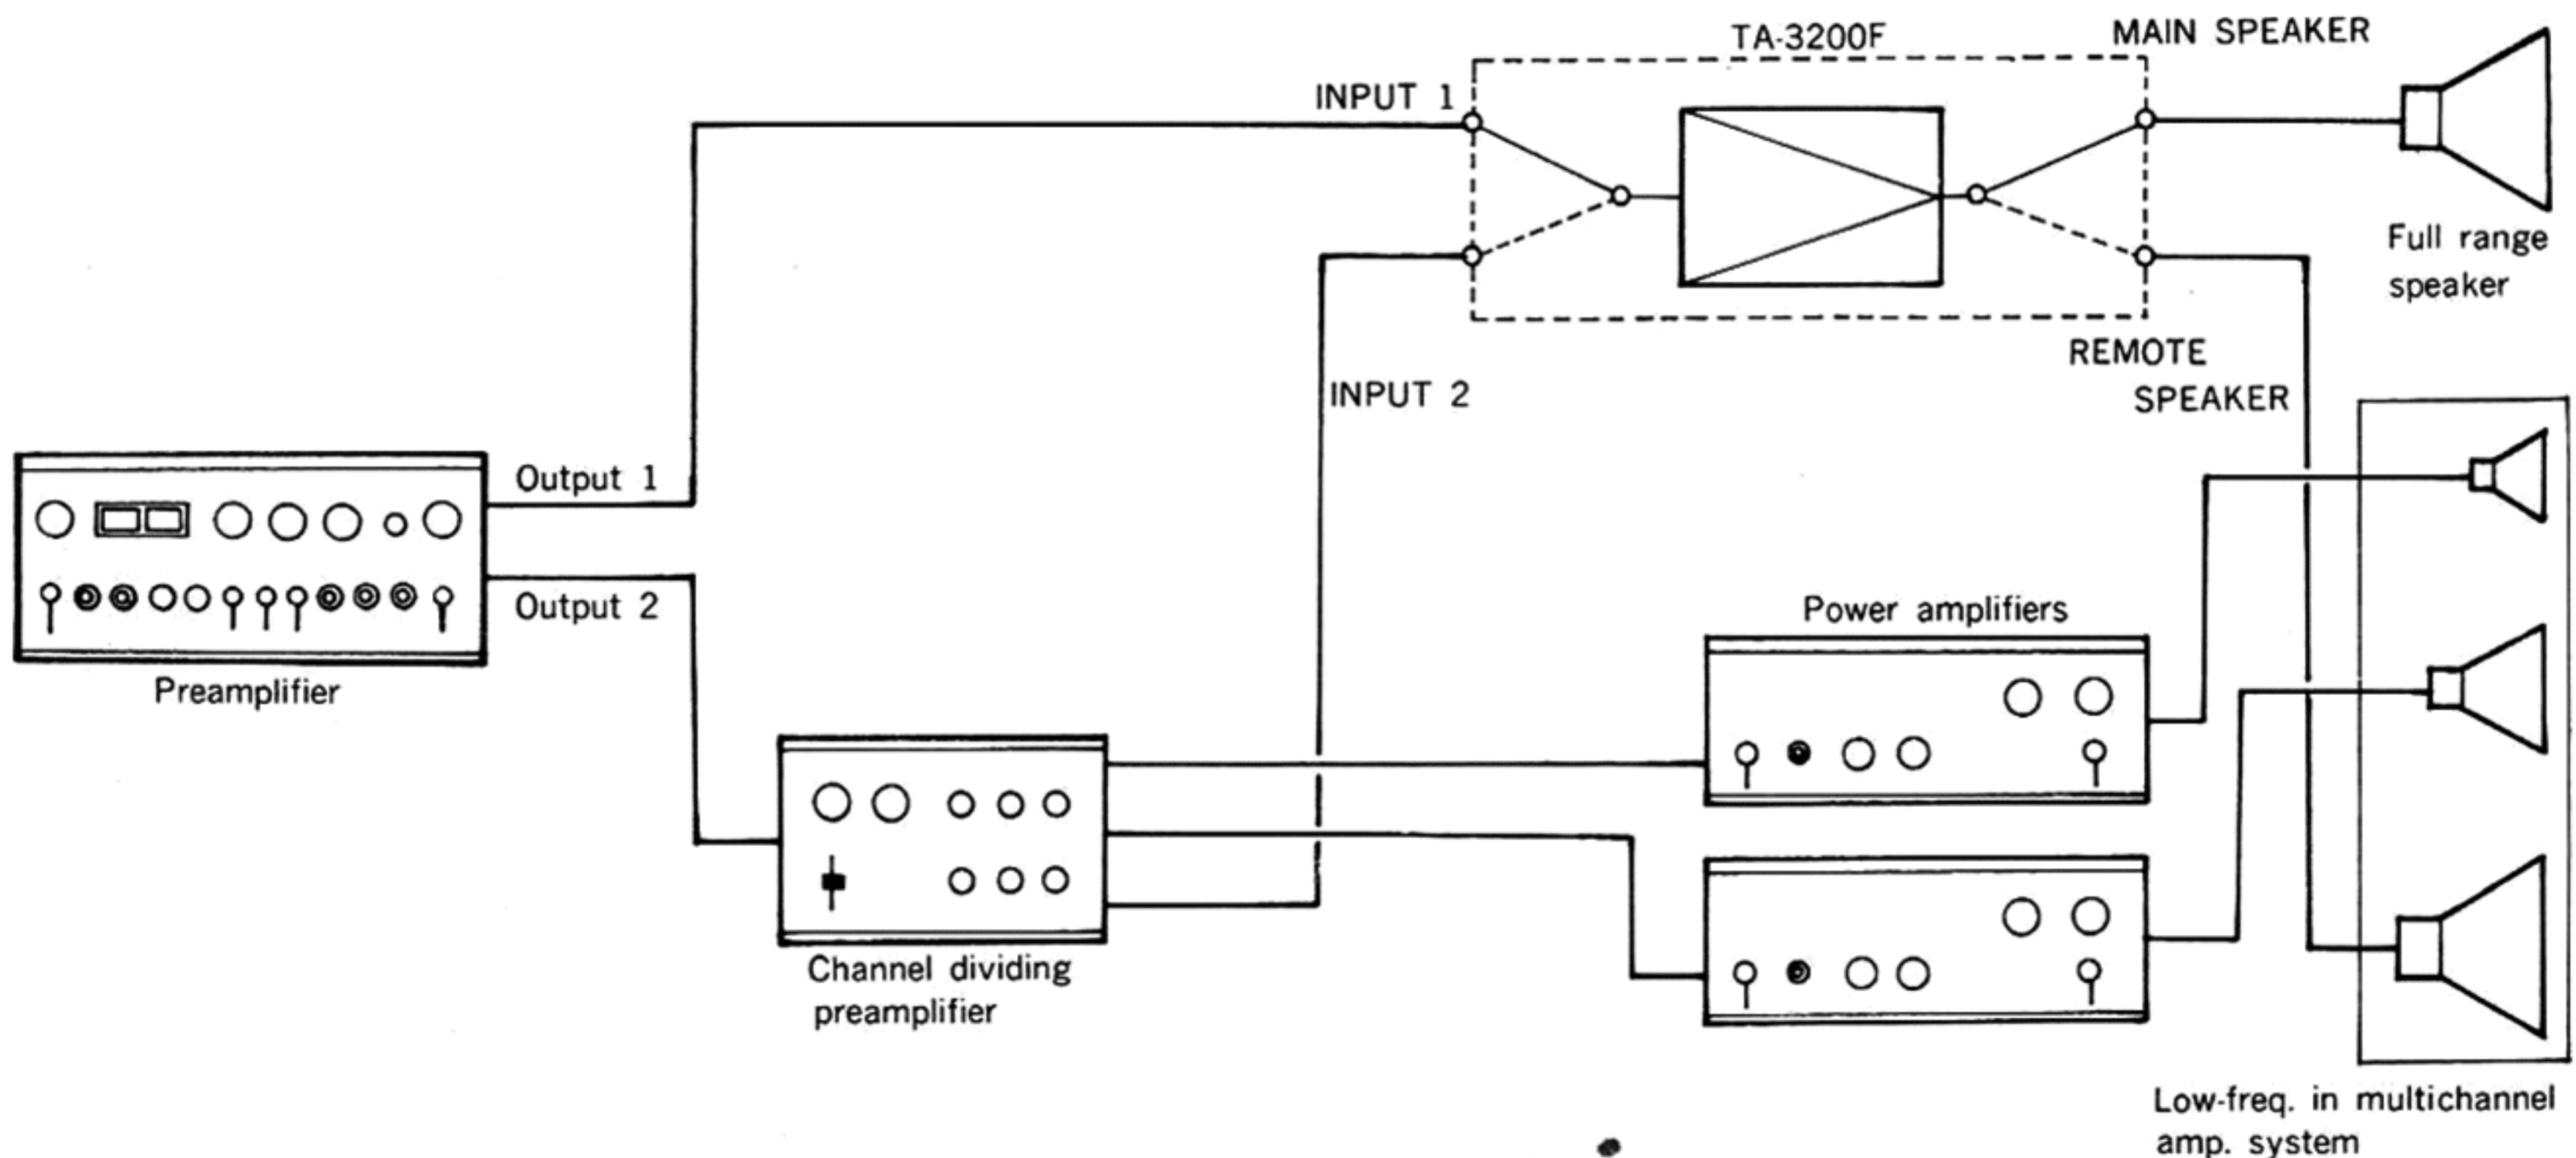 TA-3200F
MAIN SPEAKER
INPUT 1
Full range
speaker
REMOTE
SPEAKER
INPUT 2
Output 1
Output 2
Preamplifier
Power amplifiers
Channel dividing
preamplifier
Low-freq. in multichannel
amp. system